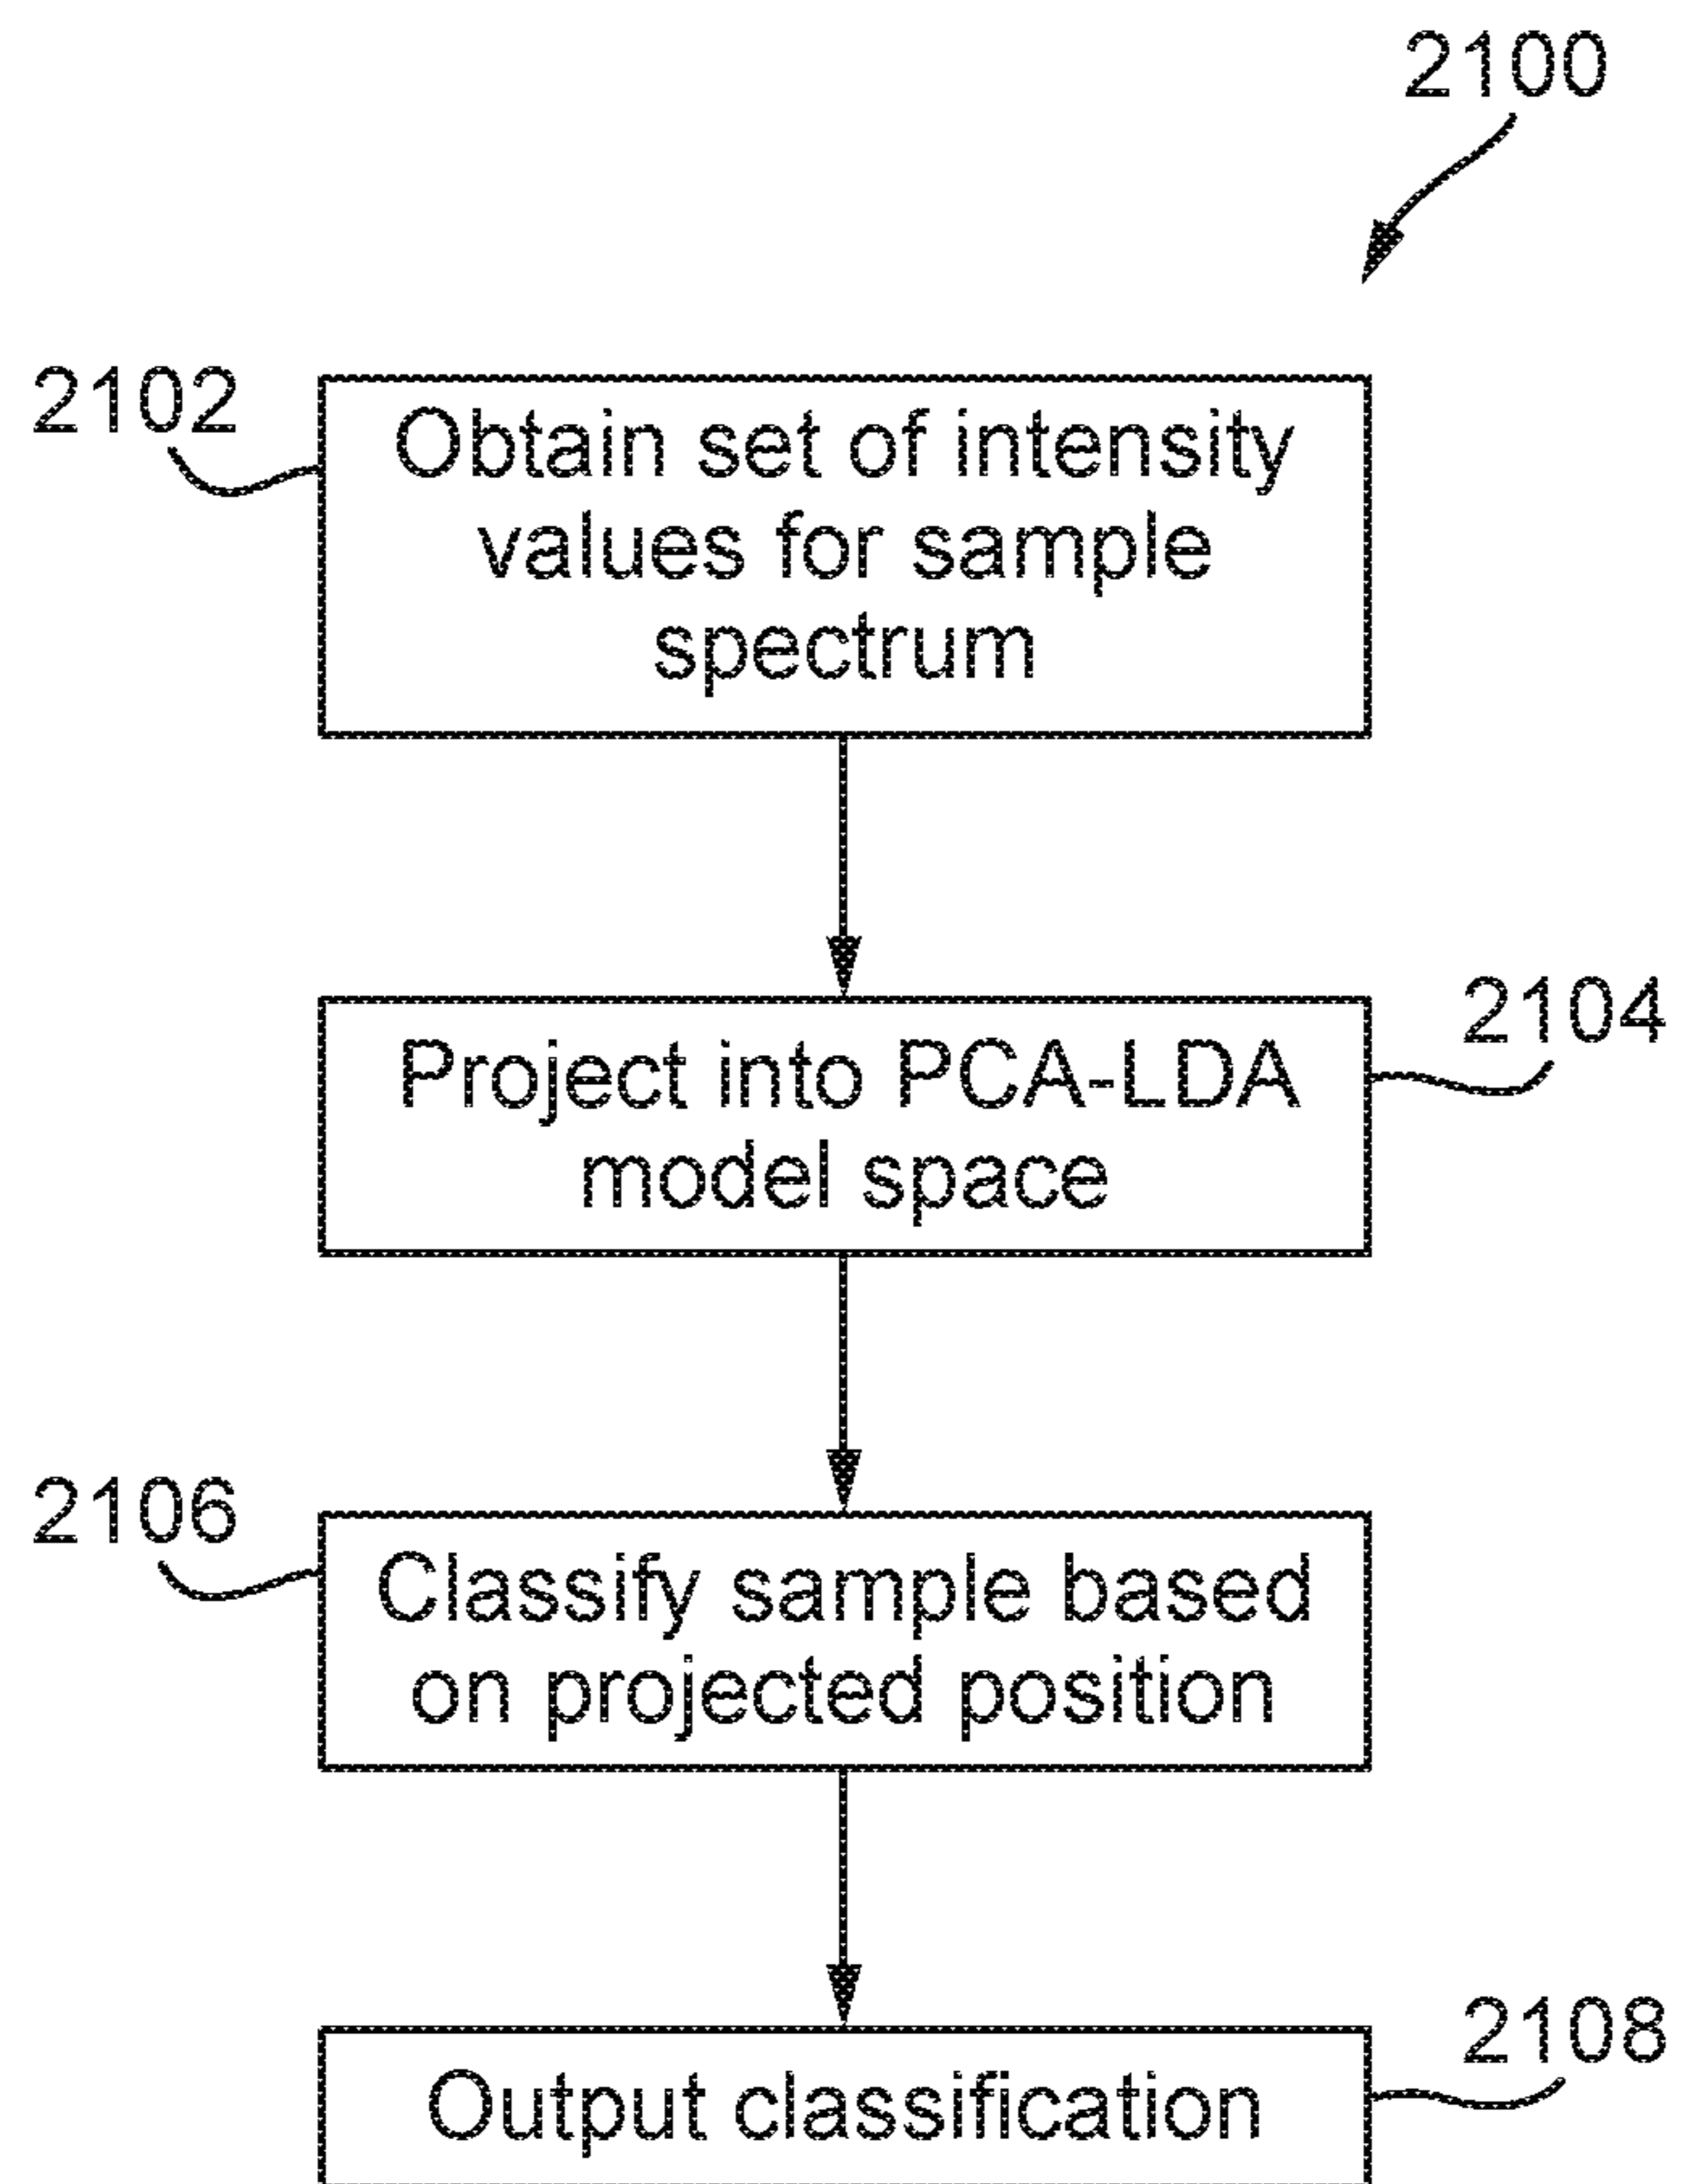 2100
2102
Obtain set of intensity
values for sample
spectrum
2104
Project into PCA-LDA
model space
2106
Classify sample based
on projected position
2108
Output classification